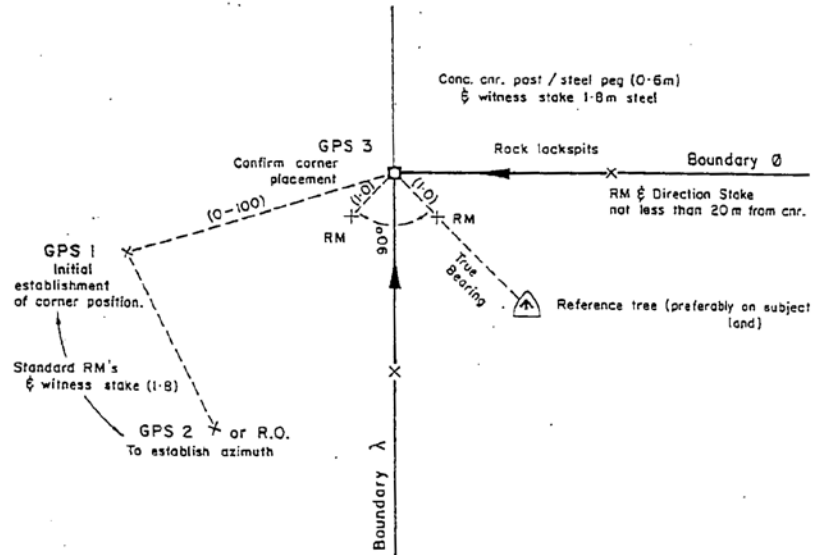 Conc. cnr. post / steel peg (0·6m)
& witness stake 1·8m steel
GPS 3
Confirm corner
placement
Rock lockspits
Boundary Ø
RM & Direction Stake
not less than 20m from cnr.
(0-100)
(1·0)
(1·0)
RM
RM
90°
True
Bearing
GPS 1
Initial
establishment
of corner position.
Reference tree (preferably on subject
land)
Standard RM's
& witness stake (1·8)
GPS 2 or R.O.
To establish azimuth
Boundary λ